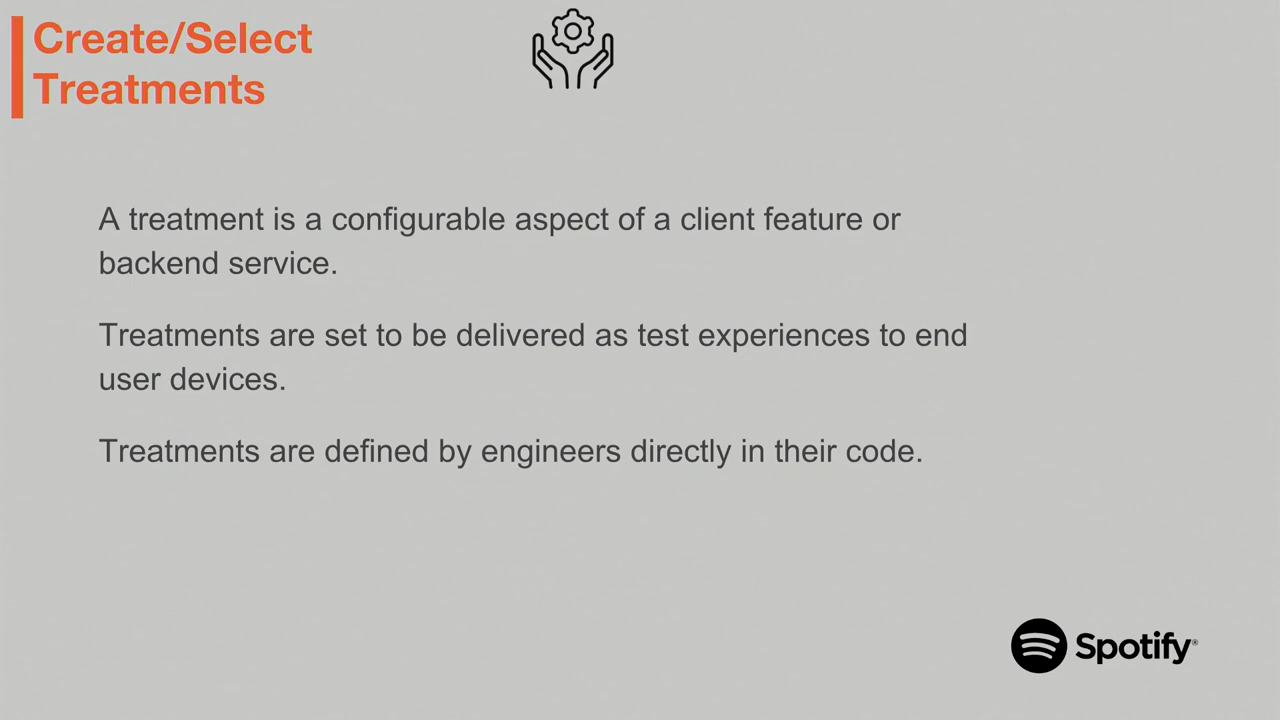 Create/Select
Treatments
A treatment is a configurable aspect of a client feature or
backend service.
Treatments are set to be delivered as test experiences to end
user devices.
Treatments are defined by engineers directly in their code.
Spotify®